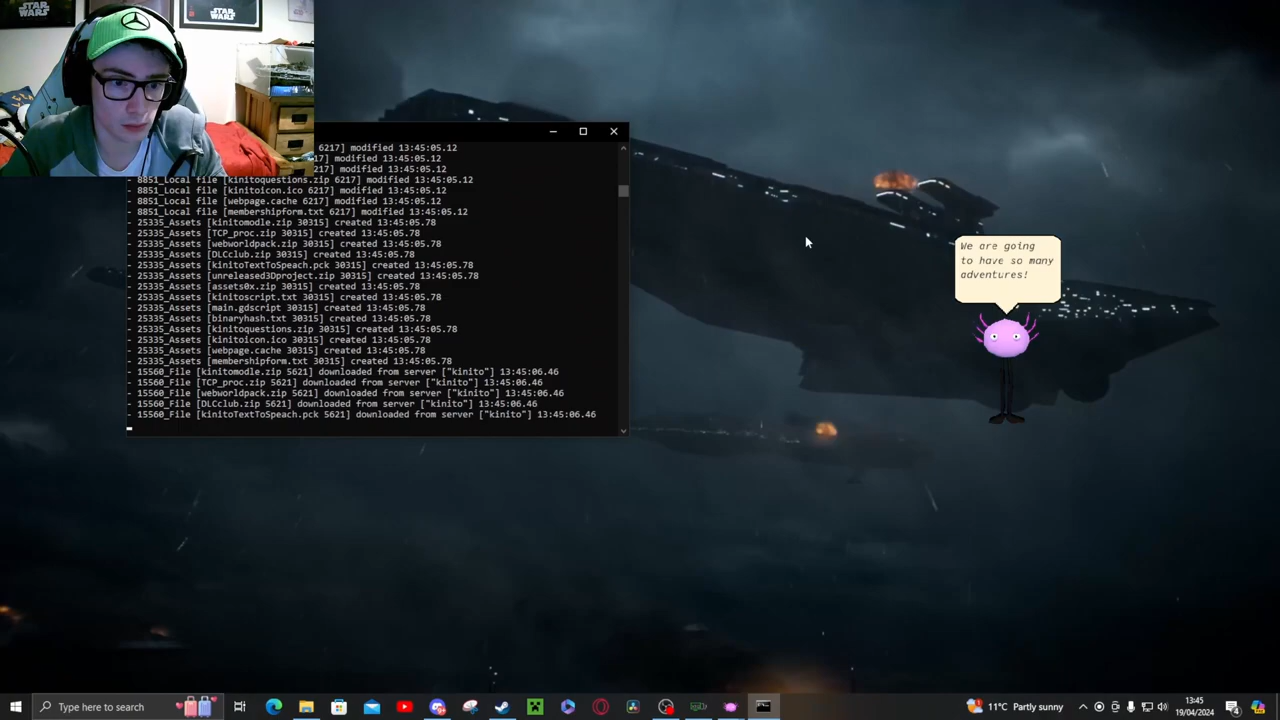 STAR WARS
STAR WARS
6217] modified 13:45:05.12
17] modified 13:45:05.12
17] modified 13:45:05.12
- 8851_Local file [kinitoquestions.zip 6217] modified 13:45:05.12
- 8851_Local file [kinitoicon.ico 6217] modified 13:45:05.12
- 8851_Local file [webpage.cache 6217] modified 13:45:05.12
- 8851_Local file [membershipform.txt 6217] modified 13:45:05.12
- 25335_Assets [kinitomodle.zip 30315] created 13:45:05.78
- 25335_Assets [TCP_proc.zip 30315] created 13:45:05.78
- 25335_Assets [webworldpack.zip 30315] created 13:45:05.78
- 25335_Assets [DLCclub.zip 30315] created 13:45:05.78
- 25335_Assets [kinitoTextToSpeach.pck 30315] created 13:45:05.78
- 25335_Assets [unreleased3Dproject.zip 30315] created 13:45:05.78
- 25335_Assets [assets0x.zip 30315] created 13:45:05.78
- 25335_Assets [kinitoscript.txt 30315] created 13:45:05.78
- 25335_Assets [main.gdscript 30315] created 13:45:05.78
- 25335_Assets [binaryhash.txt 30315] created 13:45:05.78
- 25335_Assets [kinitoquestions.zip 30315] created 13:45:05.78
- 25335_Assets [kinitoicon.ico 30315] created 13:45:05.78
- 25335_Assets [webpage.cache 30315] created 13:45:05.78
- 25335_Assets [membershipform.txt 30315] created 13:45:05.78
- 15560_File [kinitomodle.zip 5621] downloaded from server ["kinito"] 13:45:06.46
- 15560_File [TCP_proc.zip 5621] downloaded from server ["kinito"] 13:45:06.46
- 15560_File [webworldpack.zip 5621] downloaded from server ["kinito"] 13:45:06.46
- 15560_File [DLCclub.zip 5621] downloaded from server ["kinito"] 13:45:06.46
- 15560_File [kinitoTextToSpeach.pck 5621] downloaded from server ["kinito"] 13:45:06.46
We are going
to have so many
adventures!
Type here to search
11°C Partly sunny
13:45
19/04/2024